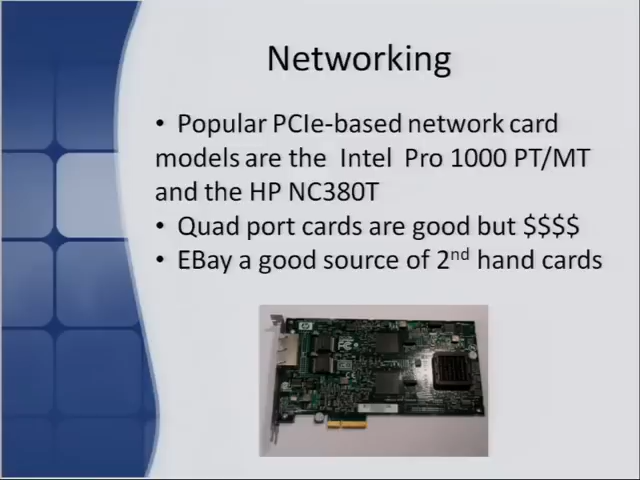 Networking
• Popular PCIe-based network card
models are the Intel Pro 1000 PT/MT
and the HP NC380T
• Quad port cards are good but $$$$
• EBay a good source of 2nd hand cards